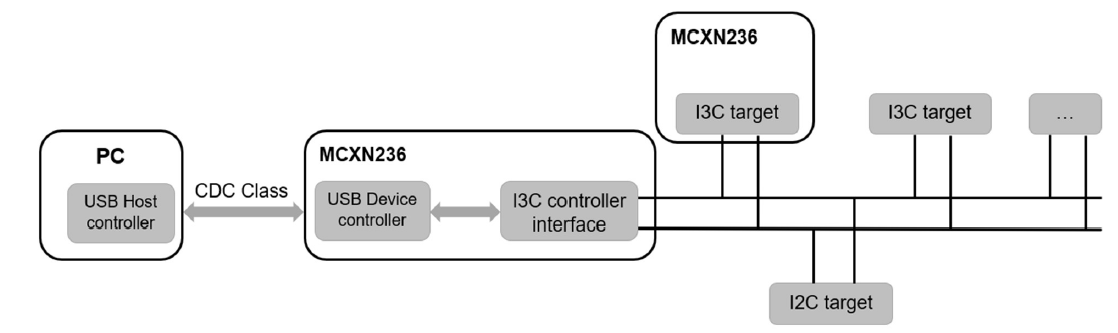 PC
USB Host
controller
CDC Class
MCXN236
USB Device
controller
I3C controller
interface
MCXN236
I3C target
I3C target
...
I2C target